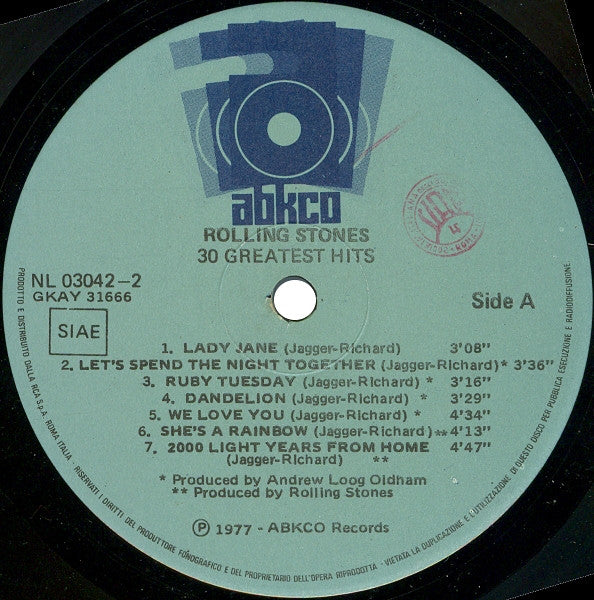 abkco
ROLLING STONES
30 GREATEST HITS
NL 03042-2
GKAY 31666
SIAE
Side A
1. LADY JANE (Jagger-Richard) 3'08"
2. LET'S SPEND THE NIGHT TOGETHER (Jagger-Richard)* 3'36"
3. RUBY TUESDAY (Jagger-Richard) * 3'16"
4. DANDELION (Jagger-Richard) * 3'29"
5. WE LOVE YOU (Jagger-Richard) * 4'34"
6. SHE'S A RAINBOW (Jagger-Richard)** 4'13"
7. 2000 LIGHT YEARS FROM HOME 4'47"
(Jagger-Richard) **
* Produced by Andrew Loog Oldham
** Produced by Rolling Stones
℗ 1977 - ABKCO Records
PRODOTTO E DISTRIBUITO DALLA RCA S.p.A. ROMA ITALIA - RISERVATI I DIRITTI DEL PRODUTTORE FONOGRAFICO E DEL PROPRIETARIO DELL'OPERA RIPRODOTTA - VIETATA LA DUPLICAZIONE E L'UTILIZZAZIONE DI QUESTO DISCO PER PUBBLICA ESECUZIONE E RADIODIFFUSIONE.